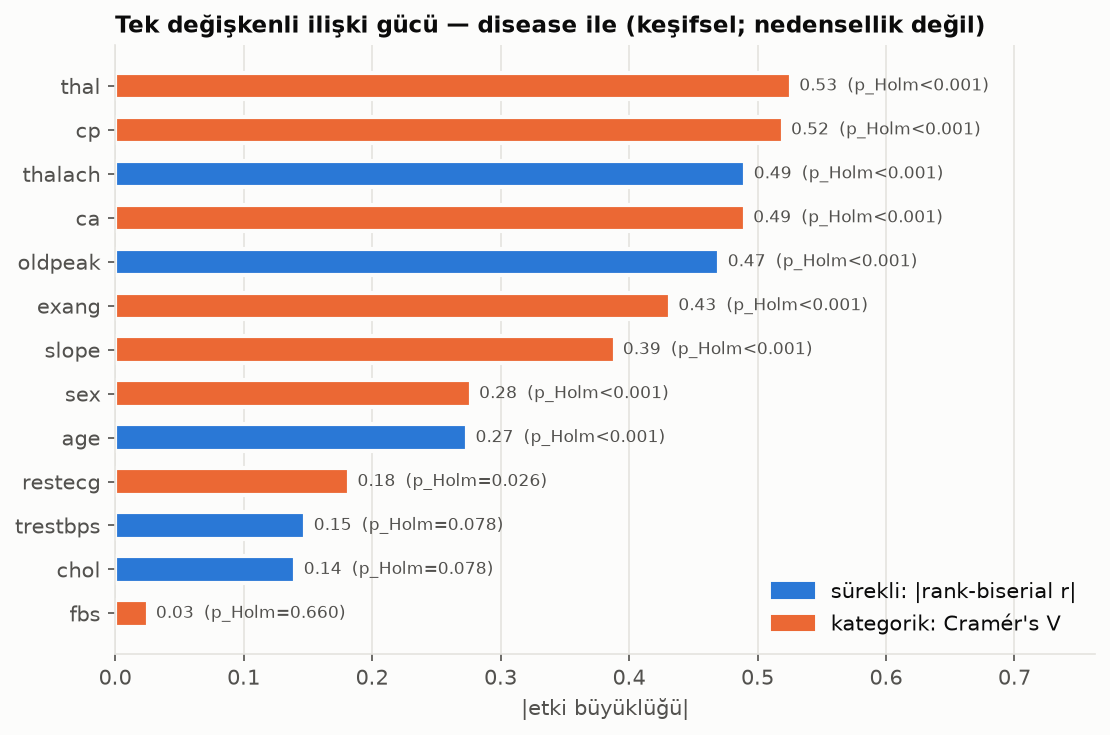 Tek değişkenli ilişki gücü — disease ile (keşifsel; nedensellik değil)
thal 0.53 (p_Holm<0.001)
cp 0.52 (p_Holm<0.001)
thalach 0.49 (p_Holm<0.001)
ca 0.49 (p_Holm<0.001)
oldpeak 0.47 (p_Holm<0.001)
exang 0.43 (p_Holm<0.001)
slope 0.39 (p_Holm<0.001)
sex 0.28 (p_Holm<0.001)
age 0.27 (p_Holm<0.001)
restecg 0.18 (p_Holm=0.026)
trestbps 0.15 (p_Holm=0.078)
chol 0.14 (p_Holm=0.078)
fbs 0.03 (p_Holm=0.660)
sürekli: |rank-biserial r|
kategorik: Cramér's V
0.0 0.1 0.2 0.3 0.4 0.5 0.6 0.7
|etki büyüklüğü|